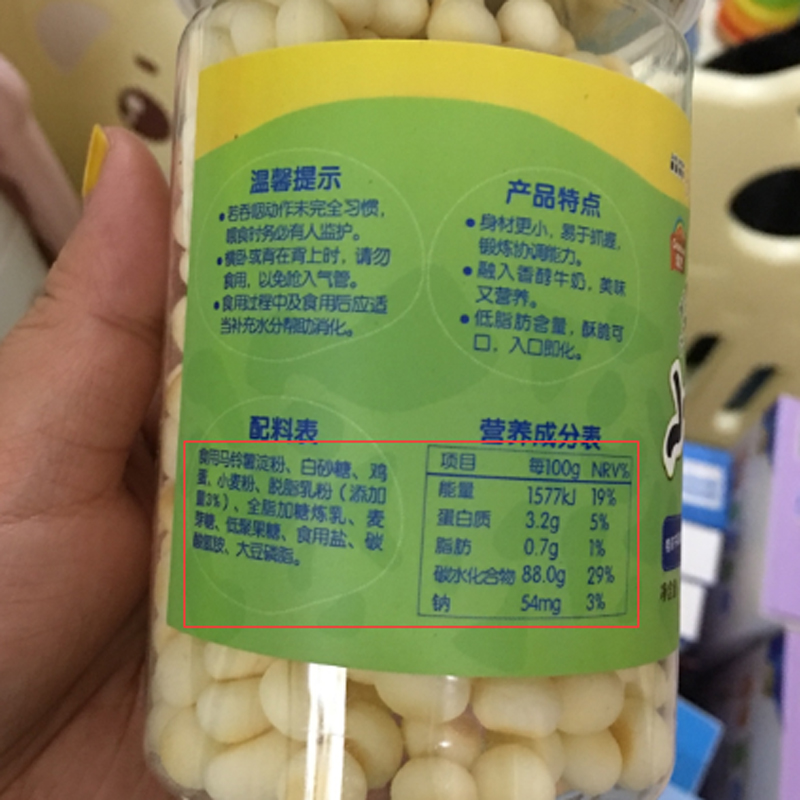 温馨提示
●若吞咽动作未完全习惯，
喂食时务必有人监护。
●横卧或背在背上时，请勿
食用，以免呛入气管。
●食用过程中及食用后应适
当补充水分帮助消化。
产品特点
●身材更小，易于抓握，
锻炼协调能力。
●融入香醇牛奶，美味
又营养。
●低脂肪含量，酥脆可
口，入口即化。
配料表
食用马铃薯淀粉、白砂糖、鸡
蛋、小麦粉、脱脂乳粉（添加
量3%）、全脂加糖炼乳、麦
芽糖、低聚果糖、食用盐、碳
酸氢铵、大豆磷脂。
营养成分表
项目 每100g NRV%
能量 1577kJ 19%
蛋白质 3.2g 5%
脂肪 0.7g 1%
碳水化合物 88.0g 29%
钠 54mg 3%